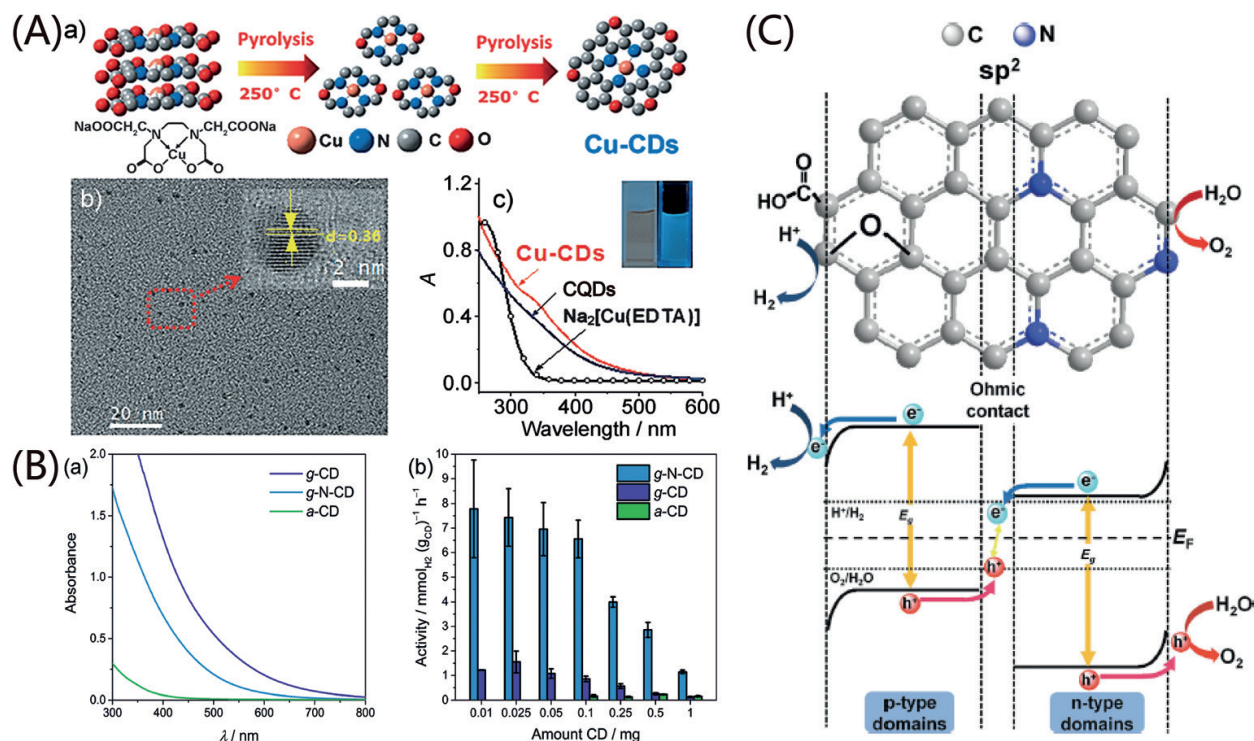 (A) a)
Pyrolysis
250° C
Pyrolysis
250° C
NaOOCH₂C
CH₂COONa
N
N
Cu
O
O
O
O
Cu N C O
Cu-CDs
b)
d=0.36
2 nm
20 nm
c)
1.2
0.8
0.4
0.0
A
Cu-CDs
CQDs
Na₂[Cu(EDTA)]
300 400 500 600
Wavelength / nm
(B) (a)
2.0
1.5
1.0
0.5
0.0
Absorbance
g-CD
g-N-CD
a-CD
300 400 500 600 700 800
λ / nm
(b)
10
9
8
7
6
5
4
3
2
1
0
Activity / mmol_H2 (g_CD)⁻¹ h⁻¹
g-N-CD
g-CD
a-CD
0.01 0.025 0.05 0.1 0.25 0.5 1
Amount CD / mg
(C)
C N
sp²
O
HO C
O
H⁺
H₂
H₂O
O₂
Ohmic
contact
H⁺
H₂
e⁻
e⁻
e⁻
e⁻
H⁺/H₂
E_g
E_g
E_F
O₂/H₂O
h⁺
h⁺
h⁺
h⁺
H₂O
O₂
p-type
domains
n-type
domains